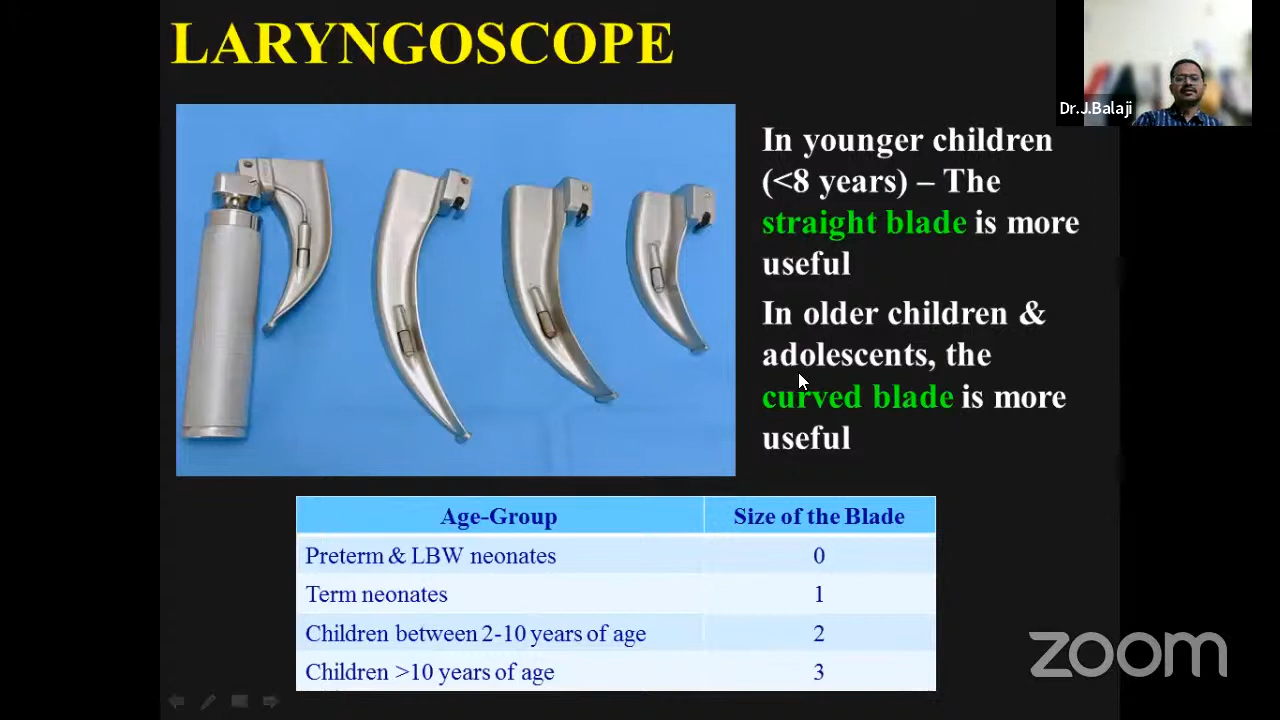 LARYNGOSCOPE
Dr.J.Balaji
In younger children
(<8 years) – The
straight blade is more
useful
In older children &
adolescents, the
curved blade is more
useful
Age-Group Size of the Blade
Preterm & LBW neonates 0
Term neonates 1
Children between 2-10 years of age 2
Children >10 years of age 3
zoom